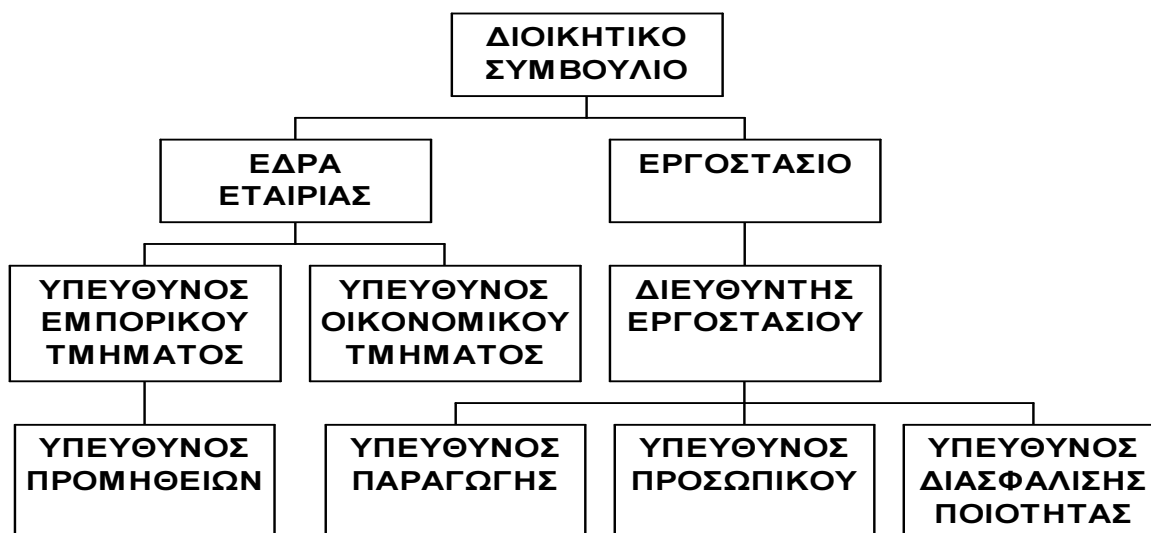 ΔΙΟΙΚΗΤΙΚΟ
ΣΥΜΒΟΥΛΙΟ
ΕΔΡΑ
ΕΤΑΙΡΙΑΣ
ΕΡΓΟΣΤΑΣΙΟ
ΥΠΕΥΘΥΝΟΣ
ΕΜΠΟΡΙΚΟΥ
ΤΜΗΜΑΤΟΣ
ΥΠΕΥΘΥΝΟΣ
ΟΙΚΟΝΟΜΙΚΟΥ
ΤΜΗΜΑΤΟΣ
ΔΙΕΥΘΥΝΤΗΣ
ΕΡΓΟΣΤΑΣΙΟΥ
ΥΠΕΥΘΥΝΟΣ
ΠΡΟΜΗΘΕΙΩΝ
ΥΠΕΥΘΥΝΟΣ
ΠΑΡΑΓΩΓΗΣ
ΥΠΕΥΘΥΝΟΣ
ΠΡΟΣΩΠΙΚΟΥ
ΥΠΕΥΘΥΝΟΣ
ΔΙΑΣΦΑΛΙΣΗΣ
ΠΟΙΟΤΗΤΑΣ